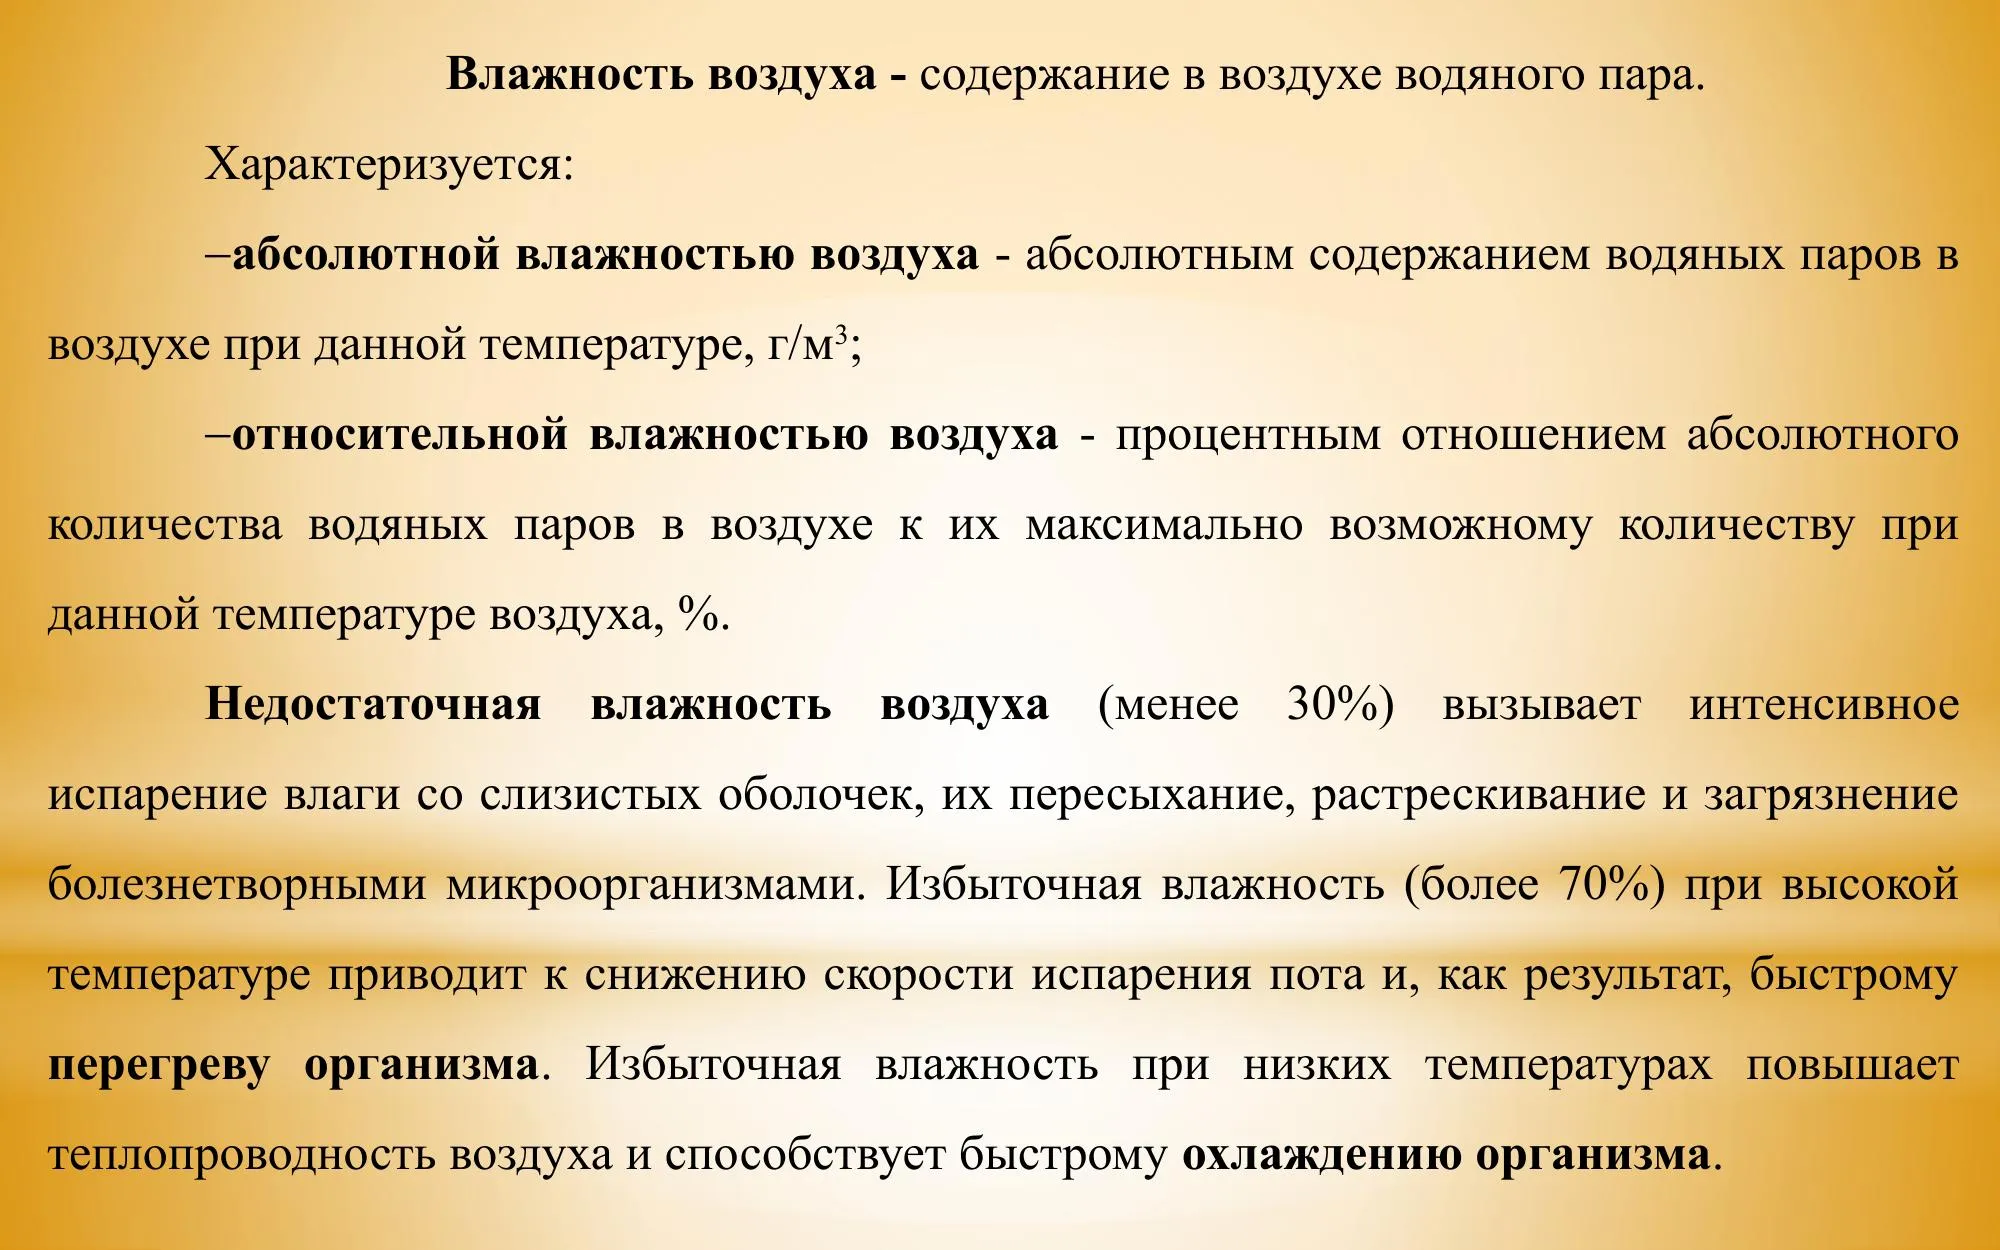 Влажность воздуха - содержание в воздухе водяного пара.
Характеризуется:
–абсолютной влажностью воздуха - абсолютным содержанием водяных паров в
воздухе при данной температуре, г/м³;
–относительной влажностью воздуха - процентным отношением абсолютного
количества водяных паров в воздухе к их максимально возможному количеству при
данной температуре воздуха, %.
Недостаточная влажность воздуха (менее 30%) вызывает интенсивное
испарение влаги со слизистых оболочек, их пересыхание, растрескивание и загрязнение
болезнетворными микроорганизмами. Избыточная влажность (более 70%) при высокой
температуре приводит к снижению скорости испарения пота и, как результат, быстрому
перегреву организма. Избыточная влажность при низких температурах повышает
теплопроводность воздуха и способствует быстрому охлаждению организма.